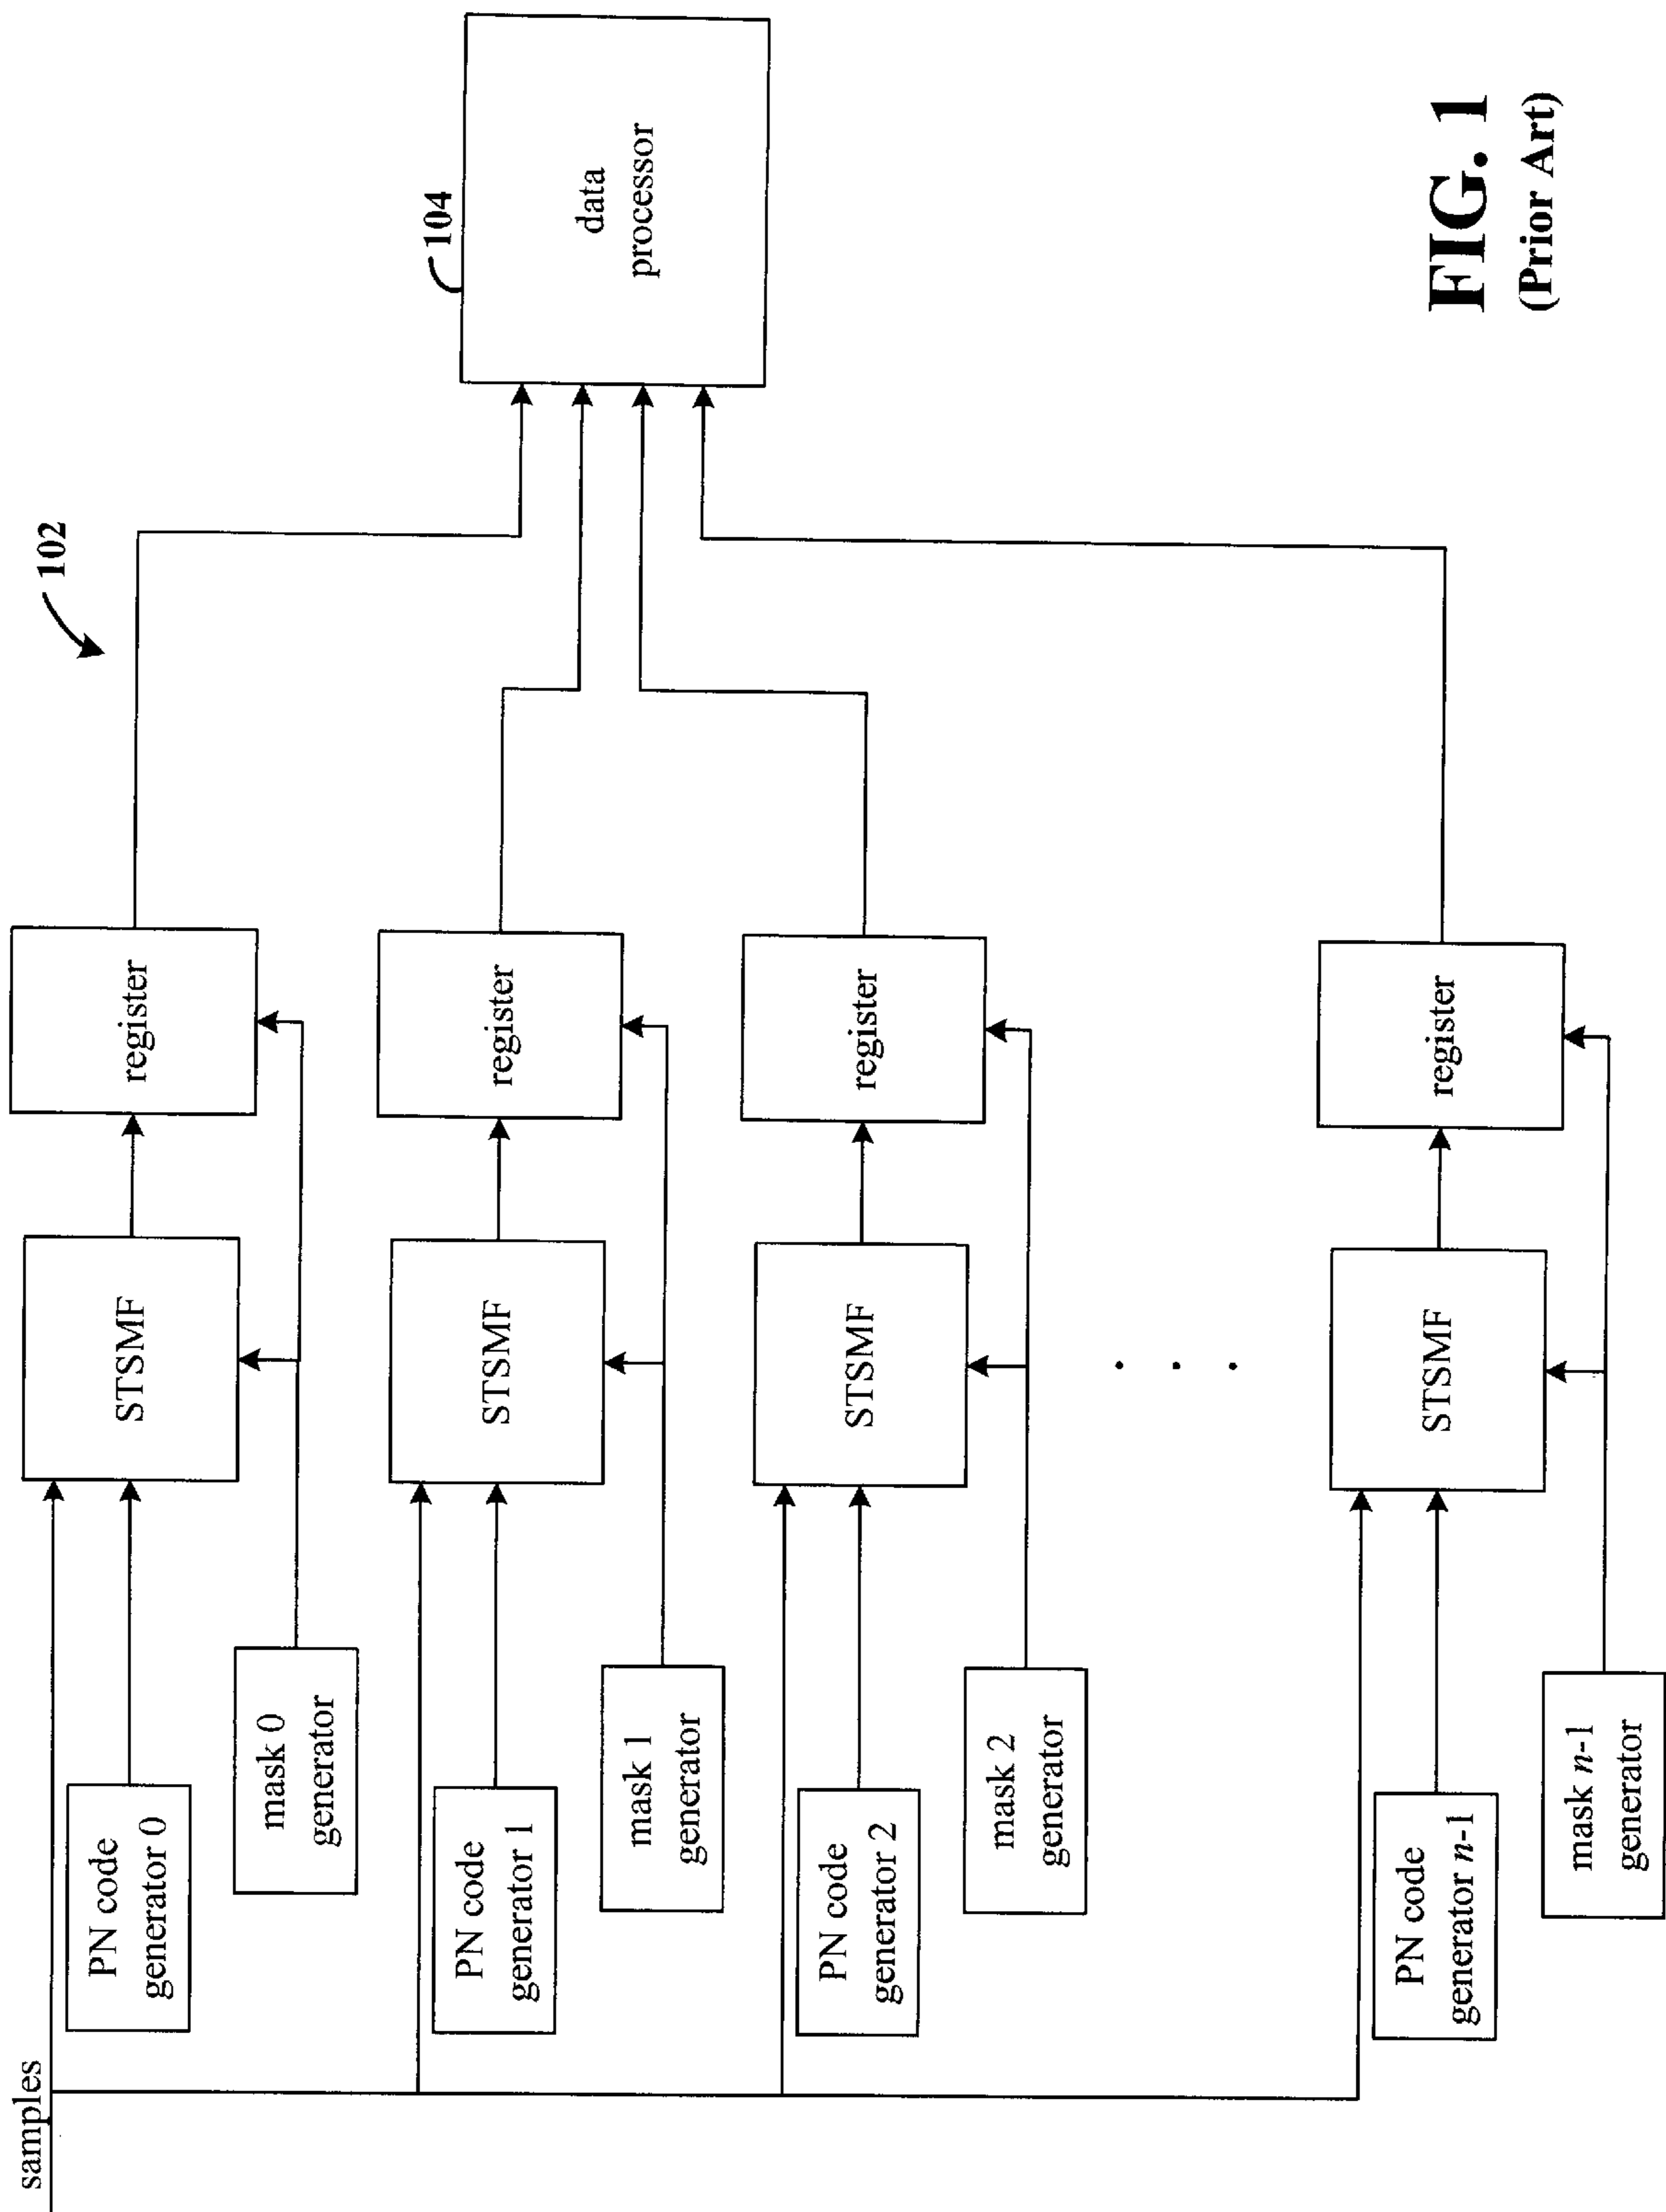 samples
102
PN code
generator 0
mask 0
generator
STSMF
register
104
data
processor
PN code
generator 1
mask 1
generator
STSMF
register
PN code
generator 2
mask 2
generator
STSMF
register
. . .
PN code
generator n-1
mask n-1
generator
STSMF
register
FIG. 1
(Prior Art)